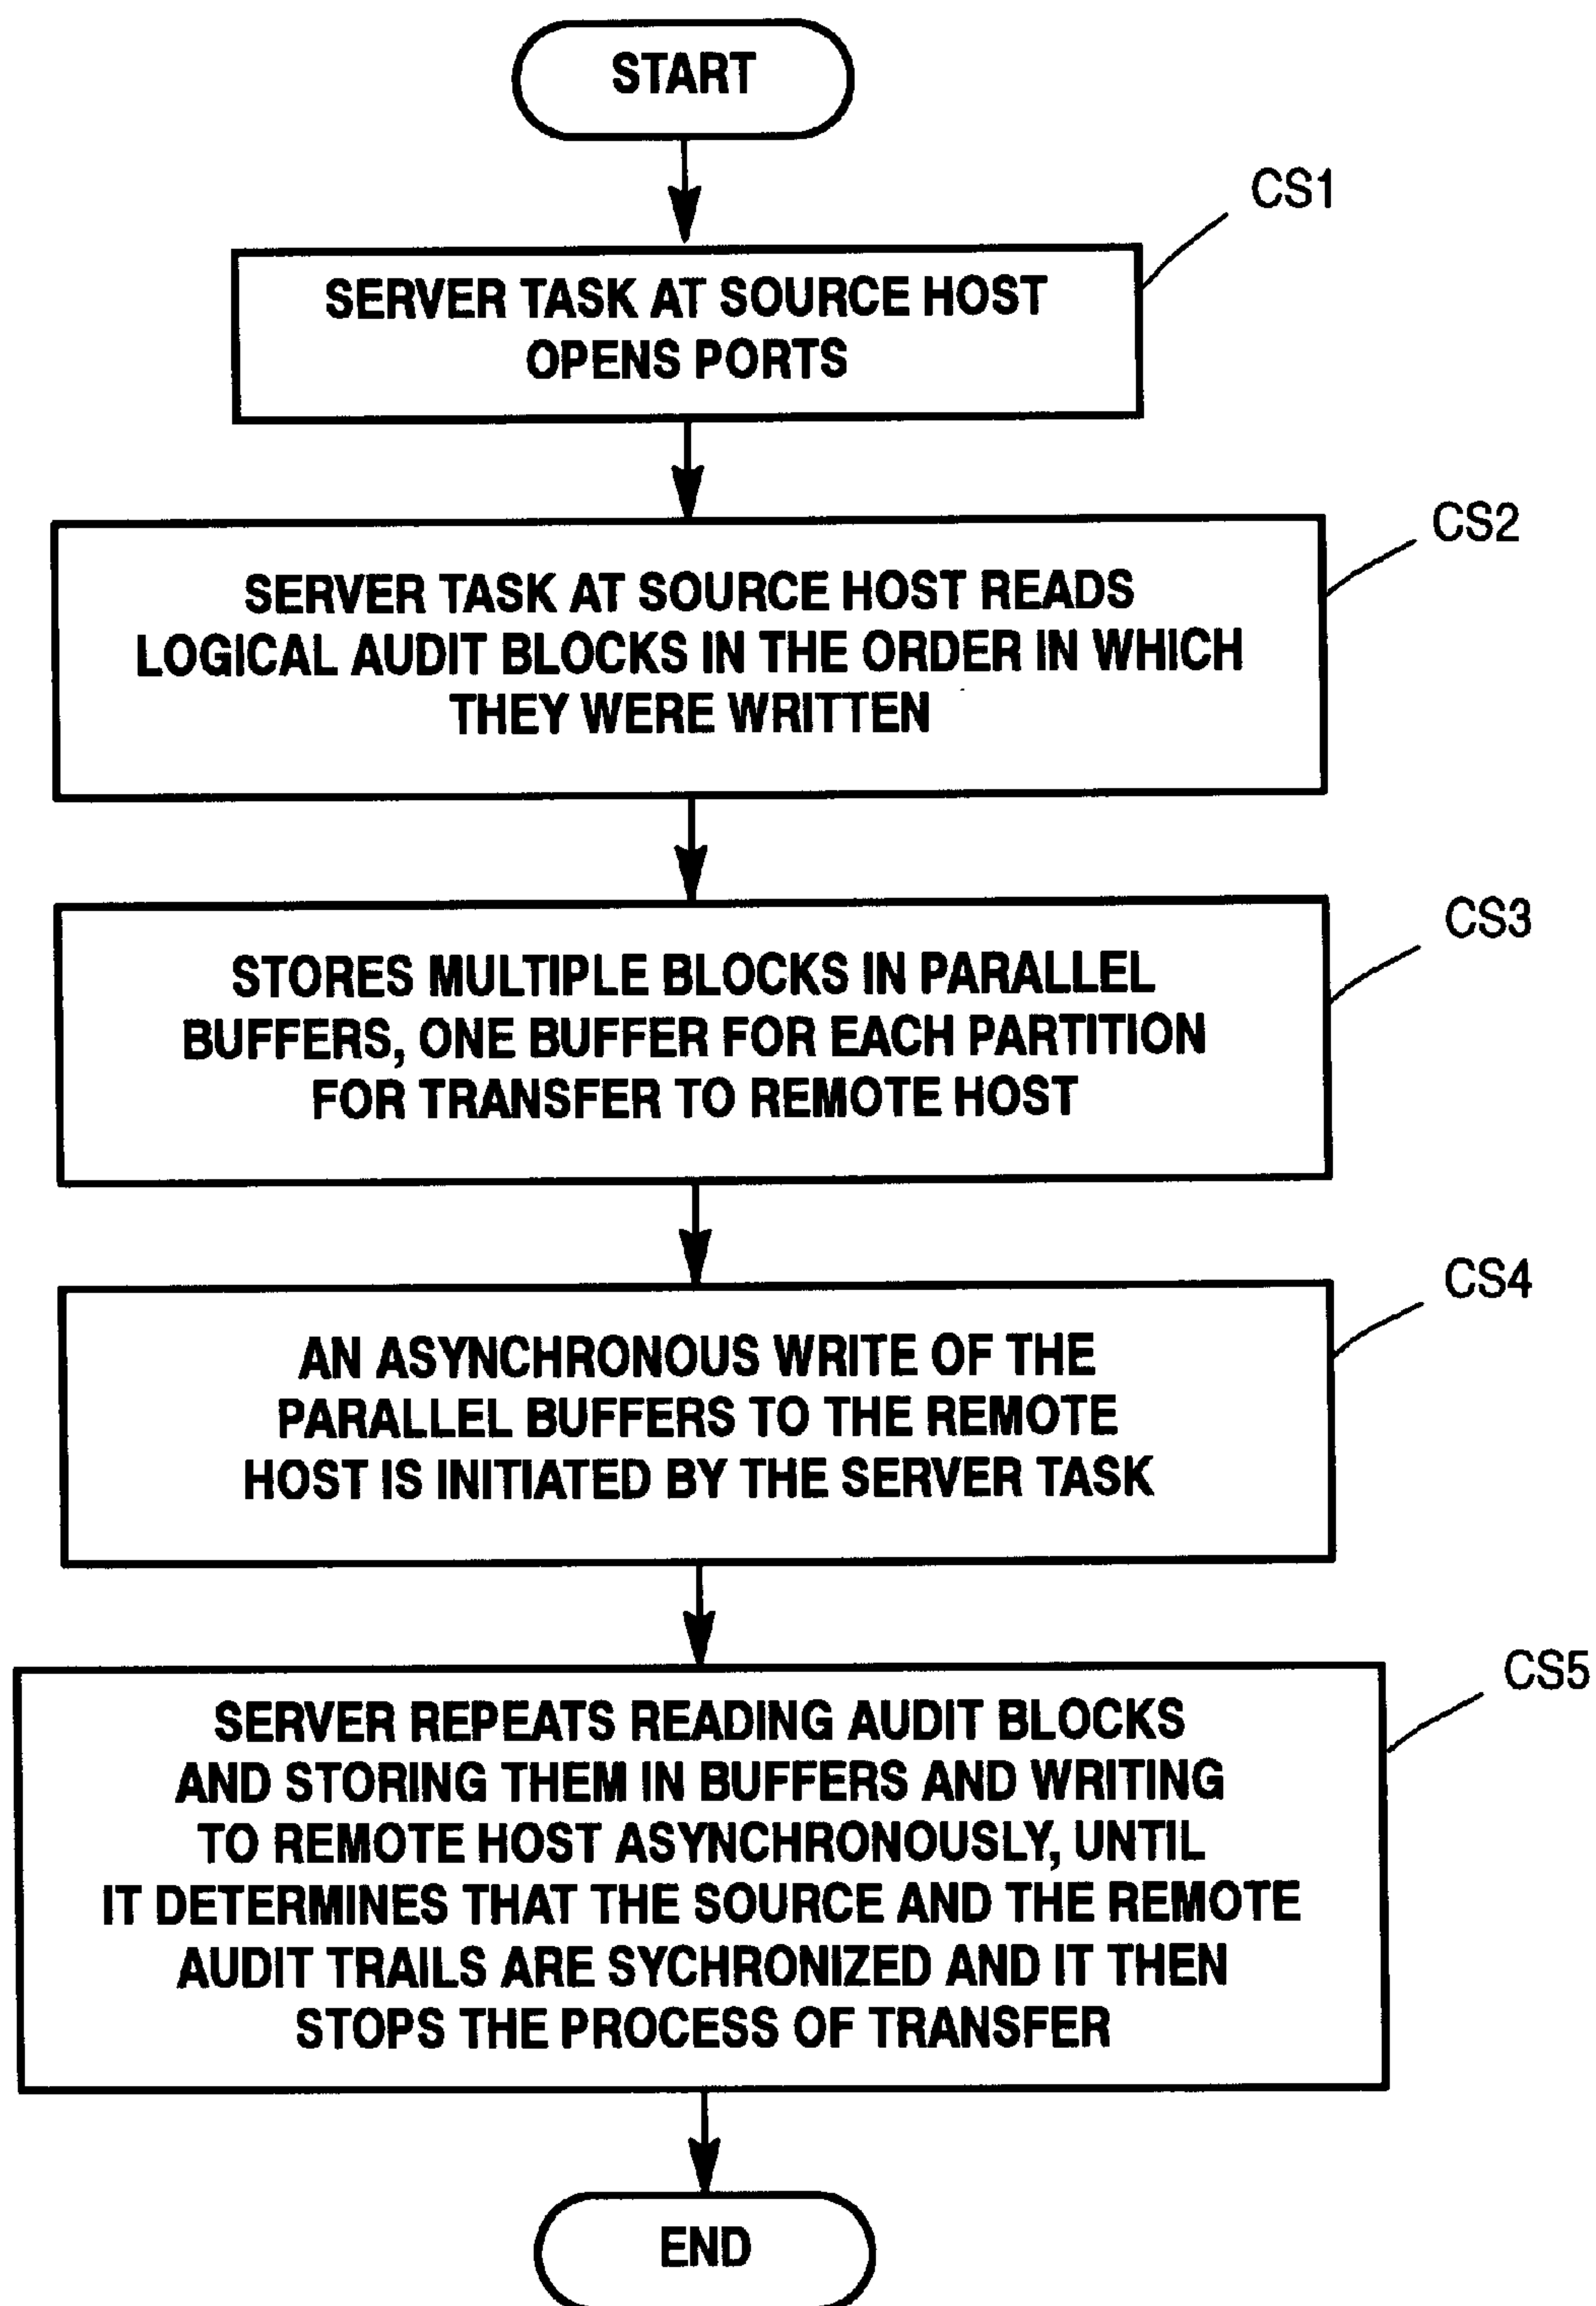 START
CS1
SERVER TASK AT SOURCE HOST
OPENS PORTS
CS2
SERVER TASK AT SOURCE HOST READS
LOGICAL AUDIT BLOCKS IN THE ORDER IN WHICH
THEY WERE WRITTEN
CS3
STORES MULTIPLE BLOCKS IN PARALLEL
BUFFERS, ONE BUFFER FOR EACH PARTITION
FOR TRANSFER TO REMOTE HOST
CS4
AN ASYNCHRONOUS WRITE OF THE
PARALLEL BUFFERS TO THE REMOTE
HOST IS INITIATED BY THE SERVER TASK
CS5
SERVER REPEATS READING AUDIT BLOCKS
AND STORING THEM IN BUFFERS AND WRITING
TO REMOTE HOST ASYNCHRONOUSLY, UNTIL
IT DETERMINES THAT THE SOURCE AND THE REMOTE
AUDIT TRAILS ARE SYCHRONIZED AND IT THEN
STOPS THE PROCESS OF TRANSFER
END